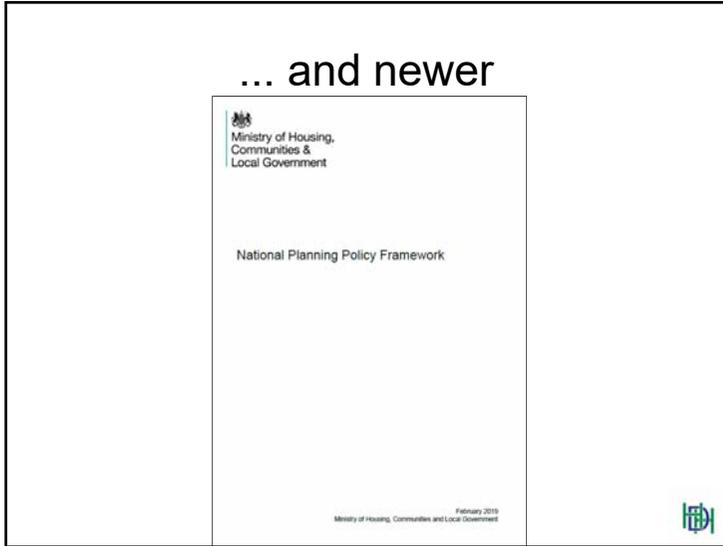 ... and newer
Ministry of Housing,
Communities &
Local Government
National Planning Policy Framework
February 2019
Ministry of Housing, Communities and Local Government
HDH